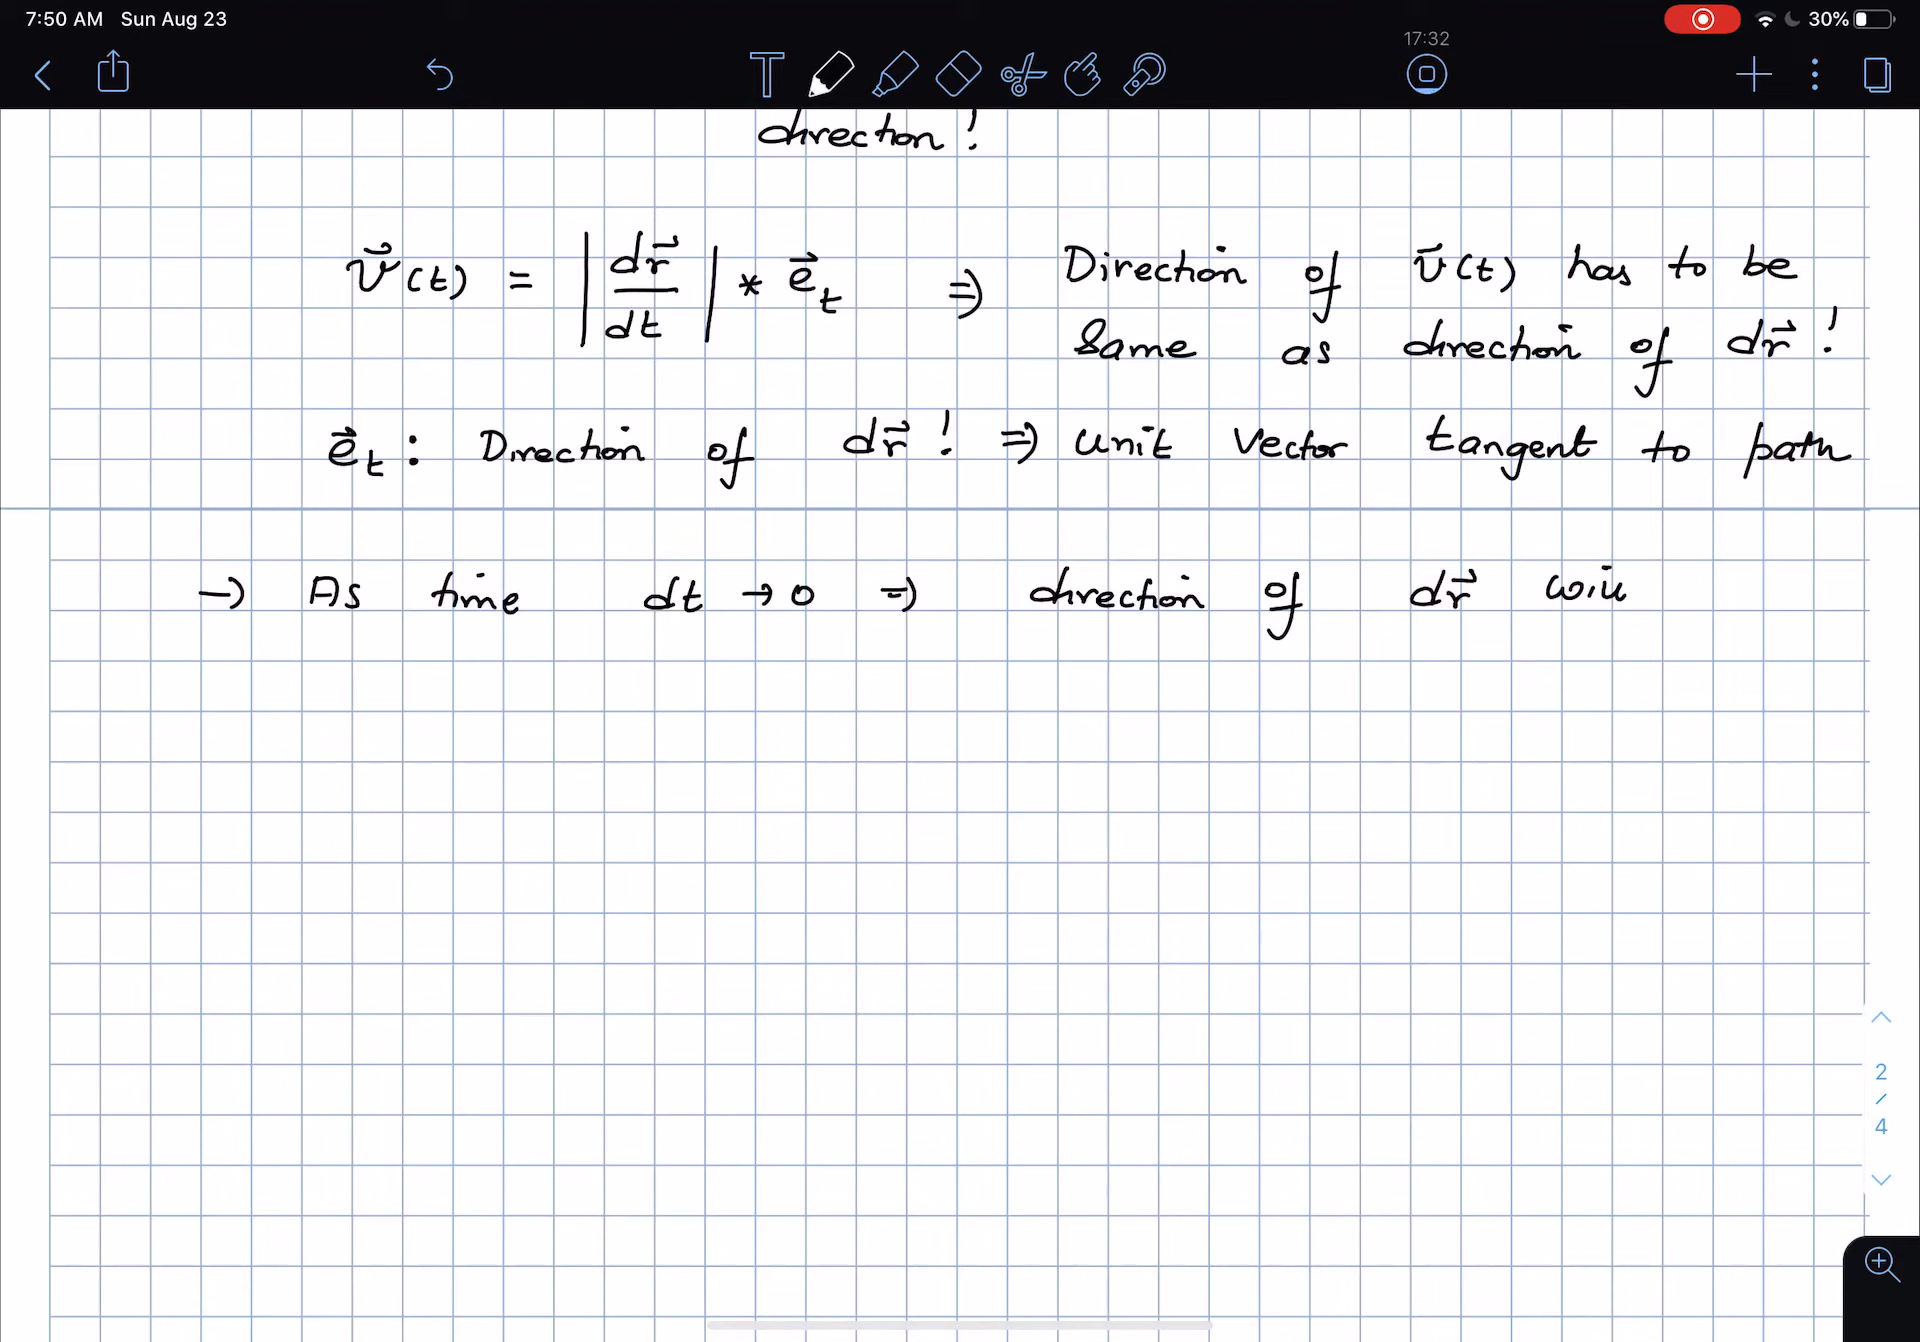 7:50 AM Sun Aug 23
30%
17:32
direction!
v⃗(t) = |dr⃗/dt| * e⃗t ⇒ Direction of v⃗(t) has to be
Same as direction of dr⃗!
e⃗t: Direction of dr⃗! ⇒ unit vector tangent to path
→ As time dt → 0 ⇒ direction of dr⃗ will
2
/
4